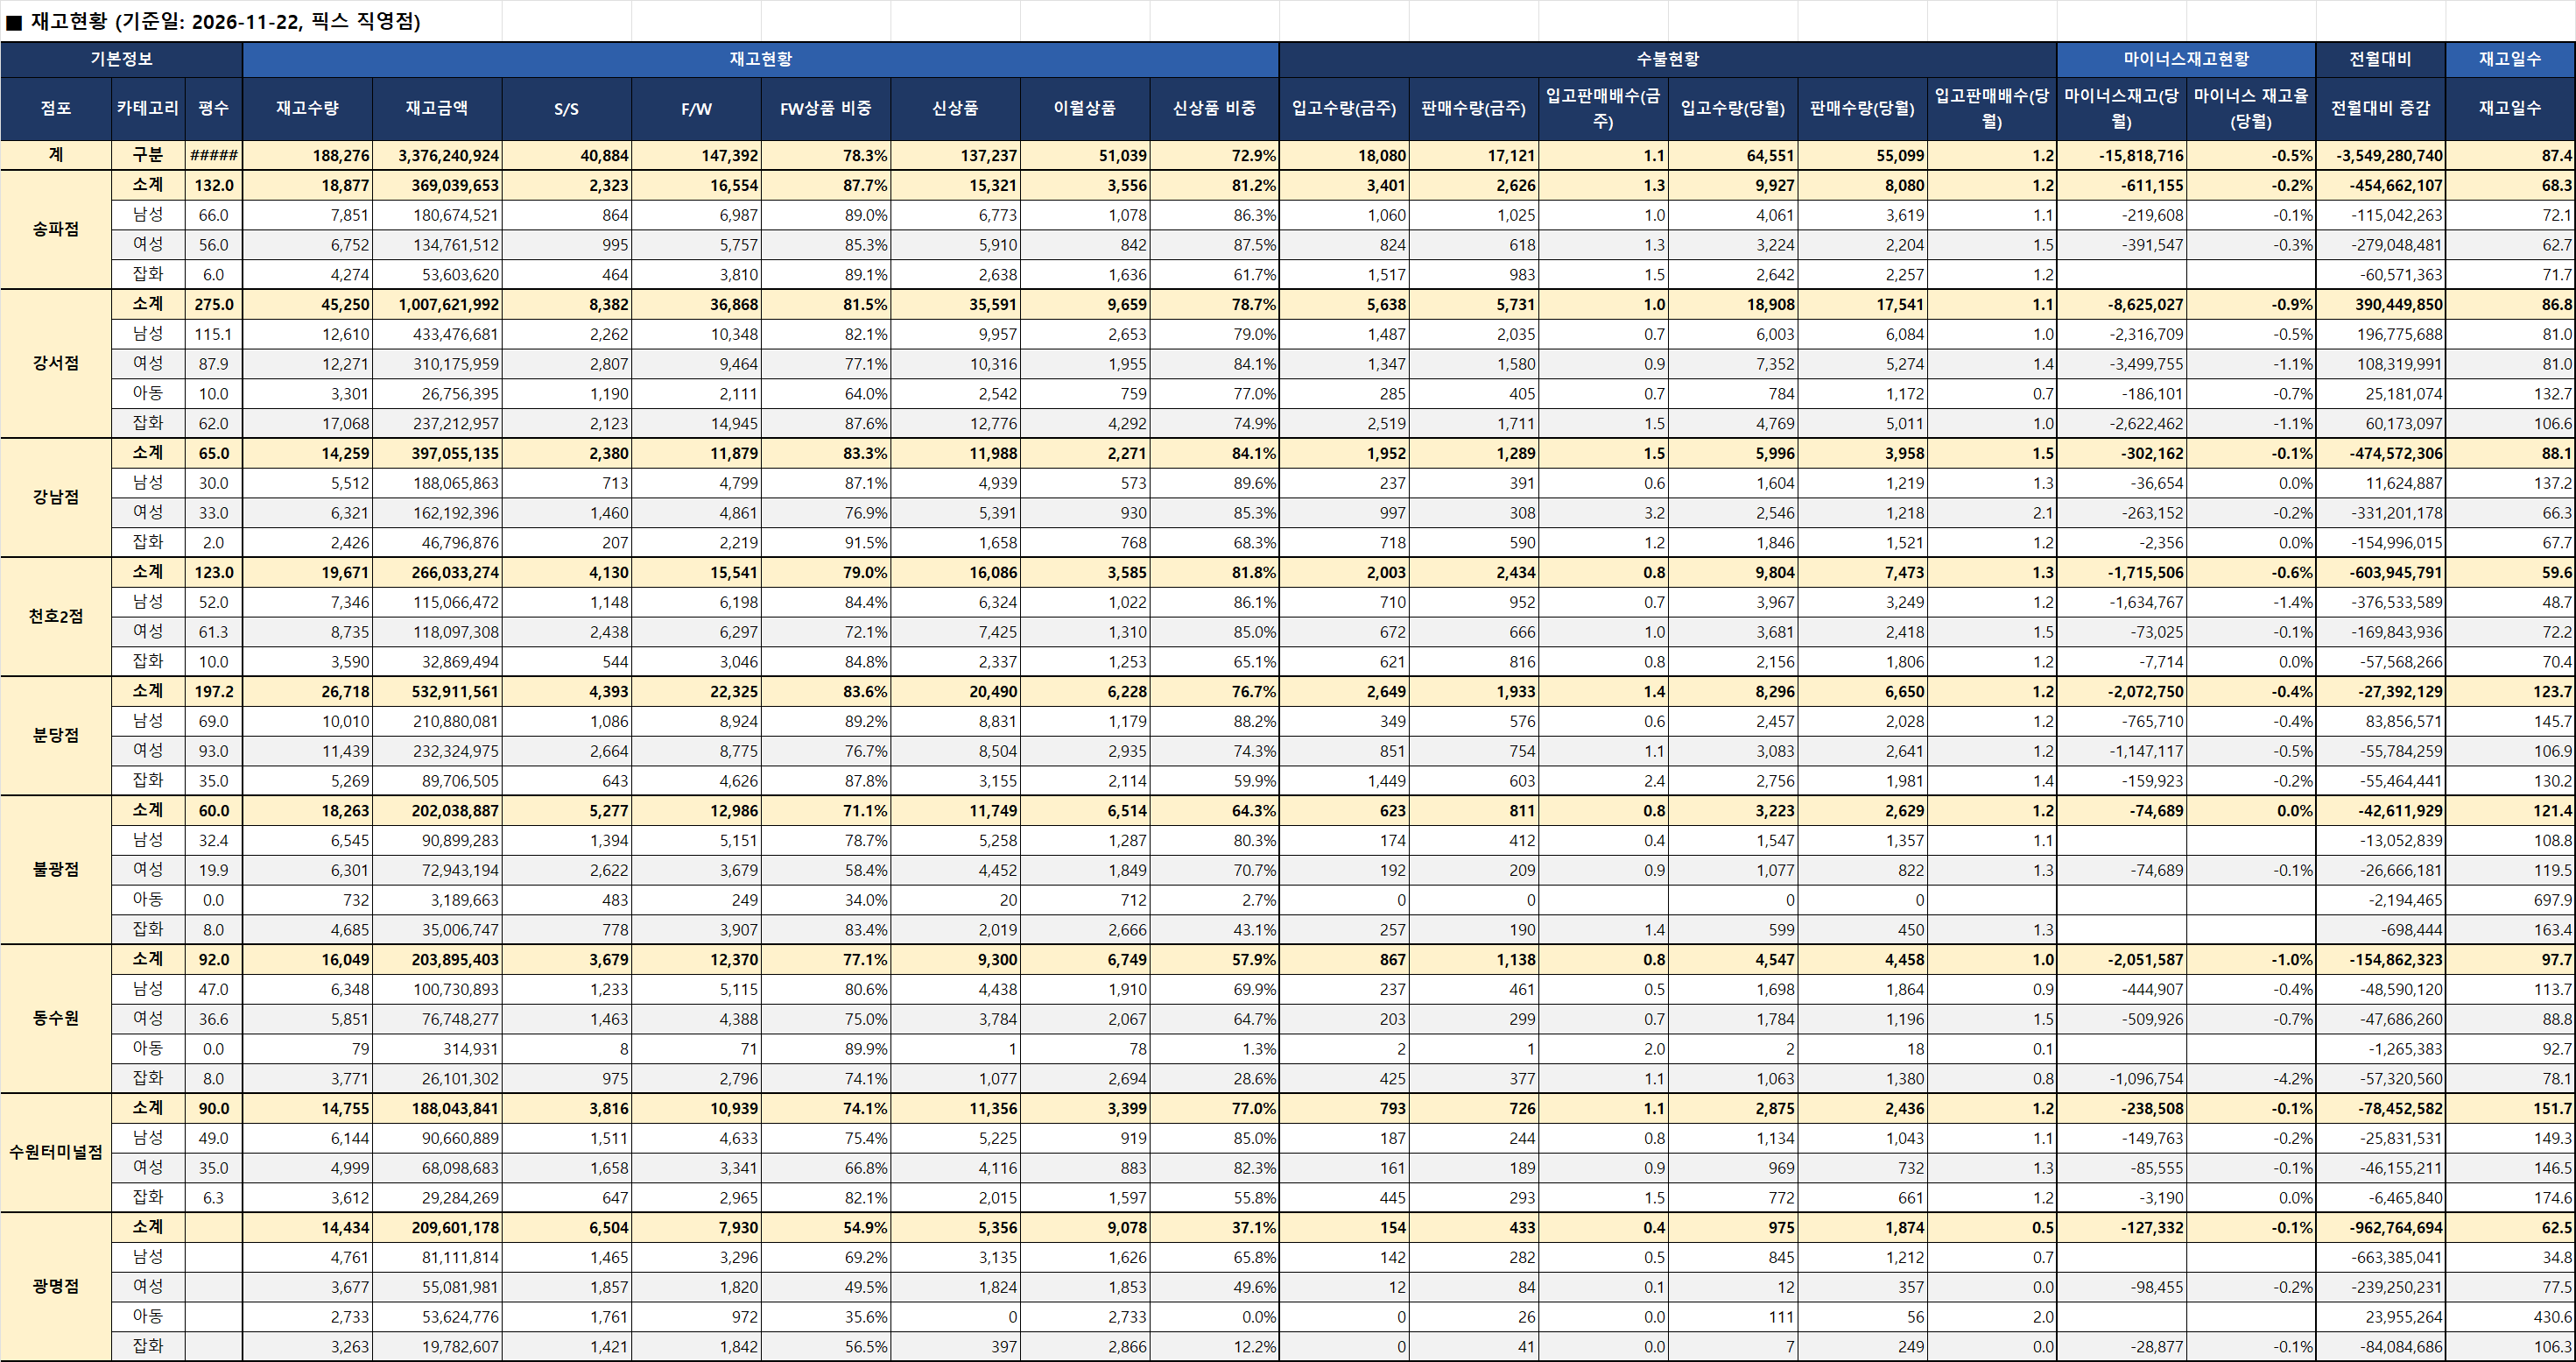 ■ 재고현황 (기준일: 2026-11-22, 픽스 직영점)
기본정보 재고현황 수불현황 마이너스재고현황 전월대비 재고일수
점포 카테고리 평수 재고수량 재고금액 S/S F/W FW상품 비중 신상품 이월상품 신상품 비중 입고수량(금주) 판매수량(금주) 입고판매배수(금주) 입고수량(당월) 판매수량(당월) 입고판매배수(당월) 마이너스재고(당월) 마이너스 재고율(당월) 전월대비 증감 재고일수
계 구분 ##### 188,276 3,376,240,924 40,884 147,392 78.3% 137,237 51,039 72.9% 18,080 17,121 1.1 64,551 55,099 1.2 -15,818,716 -0.5% -3,549,280,740 87.4
송파점 소계 132.0 18,877 369,039,653 2,323 16,554 87.7% 15,321 3,556 81.2% 3,401 2,626 1.3 9,927 8,080 1.2 -611,155 -0.2% -454,662,107 68.3
남성 66.0 7,851 180,674,521 864 6,987 89.0% 6,773 1,078 86.3% 1,060 1,025 1.0 4,061 3,619 1.1 -219,608 -0.1% -115,042,263 72.1
여성 56.0 6,752 134,761,512 995 5,757 85.3% 5,910 842 87.5% 824 618 1.3 3,224 2,204 1.5 -391,547 -0.3% -279,048,481 62.7
잡화 6.0 4,274 53,603,620 464 3,810 89.1% 2,638 1,636 61.7% 1,517 983 1.5 2,642 2,257 1.2 -60,571,363 71.7
강서점 소계 275.0 45,250 1,007,621,992 8,382 36,868 81.5% 35,591 9,659 78.7% 5,638 5,731 1.0 18,908 17,541 1.1 -8,625,027 -0.9% 390,449,850 86.8
남성 115.1 12,610 433,476,681 2,262 10,348 82.1% 9,957 2,653 79.0% 1,487 2,035 0.7 6,003 6,084 1.0 -2,316,709 -0.5% 196,775,688 81.0
여성 87.9 12,271 310,175,959 2,807 9,464 77.1% 10,316 1,955 84.1% 1,347 1,580 0.9 7,352 5,274 1.4 -3,499,755 -1.1% 108,319,991 81.0
아동 10.0 3,301 26,756,395 1,190 2,111 64.0% 2,542 759 77.0% 285 405 0.7 784 1,172 0.7 -186,101 -0.7% 25,181,074 132.7
잡화 62.0 17,068 237,212,957 2,123 14,945 87.6% 12,776 4,292 74.9% 2,519 1,711 1.5 4,769 5,011 1.0 -2,622,462 -1.1% 60,173,097 106.6
강남점 소계 65.0 14,259 397,055,135 2,380 11,879 83.3% 11,988 2,271 84.1% 1,952 1,289 1.5 5,996 3,958 1.5 -302,162 -0.1% -474,572,306 88.1
남성 30.0 5,512 188,065,863 713 4,799 87.1% 4,939 573 89.6% 237 391 0.6 1,604 1,219 1.3 -36,654 0.0% 11,624,887 137.2
여성 33.0 6,321 162,192,396 1,460 4,861 76.9% 5,391 930 85.3% 997 308 3.2 2,546 1,218 2.1 -263,152 -0.2% -331,201,178 66.3
잡화 2.0 2,426 46,796,876 207 2,219 91.5% 1,658 768 68.3% 718 590 1.2 1,846 1,521 1.2 -2,356 0.0% -154,996,015 67.7
천호2점 소계 123.0 19,671 266,033,274 4,130 15,541 79.0% 16,086 3,585 81.8% 2,003 2,434 0.8 9,804 7,473 1.3 -1,715,506 -0.6% -603,945,791 59.6
남성 52.0 7,346 115,066,472 1,148 6,198 84.4% 6,324 1,022 86.1% 710 952 0.7 3,967 3,249 1.2 -1,634,767 -1.4% -376,533,589 48.7
여성 61.3 8,735 118,097,308 2,438 6,297 72.1% 7,425 1,310 85.0% 672 666 1.0 3,681 2,418 1.5 -73,025 -0.1% -169,843,936 72.2
잡화 10.0 3,590 32,869,494 544 3,046 84.8% 2,337 1,253 65.1% 621 816 0.8 2,156 1,806 1.2 -7,714 0.0% -57,568,266 70.4
분당점 소계 197.2 26,718 532,911,561 4,393 22,325 83.6% 20,490 6,228 76.7% 2,649 1,933 1.4 8,296 6,650 1.2 -2,072,750 -0.4% -27,392,129 123.7
남성 69.0 10,010 210,880,081 1,086 8,924 89.2% 8,831 1,179 88.2% 349 576 0.6 2,457 2,028 1.2 -765,710 -0.4% 83,856,571 145.7
여성 93.0 11,439 232,324,975 2,664 8,775 76.7% 8,504 2,935 74.3% 851 754 1.1 3,083 2,641 1.2 -1,147,117 -0.5% -55,784,259 106.9
잡화 35.0 5,269 89,706,505 643 4,626 87.8% 3,155 2,114 59.9% 1,449 603 2.4 2,756 1,981 1.4 -159,923 -0.2% -55,464,441 130.2
불광점 소계 60.0 18,263 202,038,887 5,277 12,986 71.1% 11,749 6,514 64.3% 623 811 0.8 3,223 2,629 1.2 -74,689 0.0% -42,611,929 121.4
남성 32.4 6,545 90,899,283 1,394 5,151 78.7% 5,258 1,287 80.3% 174 412 0.4 1,547 1,357 1.1 -13,052,839 108.8
여성 19.9 6,301 72,943,194 2,622 3,679 58.4% 4,452 1,849 70.7% 192 209 0.9 1,077 822 1.3 -74,689 -0.1% -26,666,181 119.5
아동 0.0 732 3,189,663 483 249 34.0% 20 712 2.7% 0 0 0 0 -2,194,465 697.9
잡화 8.0 4,685 35,006,747 778 3,907 83.4% 2,019 2,666 43.1% 257 190 1.4 599 450 1.3 -698,444 163.4
동수원 소계 92.0 16,049 203,895,403 3,679 12,370 77.1% 9,300 6,749 57.9% 867 1,138 0.8 4,547 4,458 1.0 -2,051,587 -1.0% -154,862,323 97.7
남성 47.0 6,348 100,730,893 1,233 5,115 80.6% 4,438 1,910 69.9% 237 461 0.5 1,698 1,864 0.9 -444,907 -0.4% -48,590,120 113.7
여성 36.6 5,851 76,748,277 1,463 4,388 75.0% 3,784 2,067 64.7% 203 299 0.7 1,784 1,196 1.5 -509,926 -0.7% -47,686,260 88.8
아동 0.0 79 314,931 8 71 89.9% 1 78 1.3% 2 1 2.0 2 18 0.1 -1,265,383 92.7
잡화 8.0 3,771 26,101,302 975 2,796 74.1% 1,077 2,694 28.6% 425 377 1.1 1,063 1,380 0.8 -1,096,754 -4.2% -57,320,560 78.1
수원터미널점 소계 90.0 14,755 188,043,841 3,816 10,939 74.1% 11,356 3,399 77.0% 793 726 1.1 2,875 2,436 1.2 -238,508 -0.1% -78,452,582 151.7
남성 49.0 6,144 90,660,889 1,511 4,633 75.4% 5,225 919 85.0% 187 244 0.8 1,134 1,043 1.1 -149,763 -0.2% -25,831,531 149.3
여성 35.0 4,999 68,098,683 1,658 3,341 66.8% 4,116 883 82.3% 161 189 0.9 969 732 1.3 -85,555 -0.1% -46,155,211 146.5
잡화 6.3 3,612 29,284,269 647 2,965 82.1% 2,015 1,597 55.8% 445 293 1.5 772 661 1.2 -3,190 0.0% -6,465,840 174.6
광명점 소계 14,434 209,601,178 6,504 7,930 54.9% 5,356 9,078 37.1% 154 433 0.4 975 1,874 0.5 -127,332 -0.1% -962,764,694 62.5
남성 4,761 81,111,814 1,465 3,296 69.2% 3,135 1,626 65.8% 142 282 0.5 845 1,212 0.7 -663,385,041 34.8
여성 3,677 55,081,981 1,857 1,820 49.5% 1,824 1,853 49.6% 12 84 0.1 12 357 0.0 -98,455 -0.2% -239,250,231 77.5
아동 2,733 53,624,776 1,761 972 35.6% 0 2,733 0.0% 0 26 0.0 111 56 2.0 23,955,264 430.6
잡화 3,263 19,782,607 1,421 1,842 56.5% 397 2,866 12.2% 0 41 0.0 7 249 0.0 -28,877 -0.1% -84,084,686 106.3